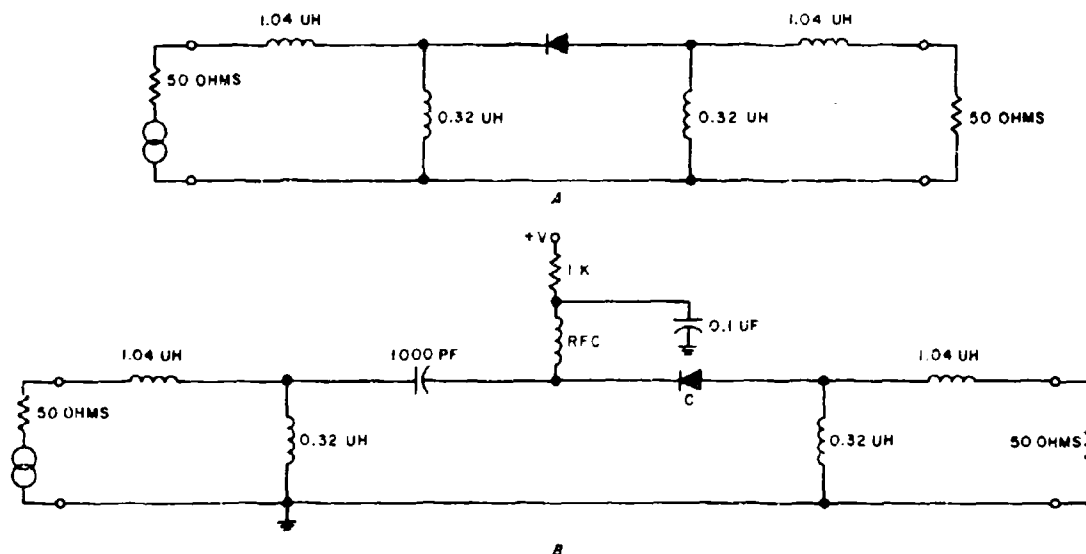 1.04 UH
1.04 UH
50 OHMS
0.32 UH
0.32 UH
50 OHMS
A
+V
1 K
0.1 UF
RFC
1.04 UH
1000 PF
1.04 UH
C
50 OHMS
0.32 UH
0.32 UH
50 OHMS
B